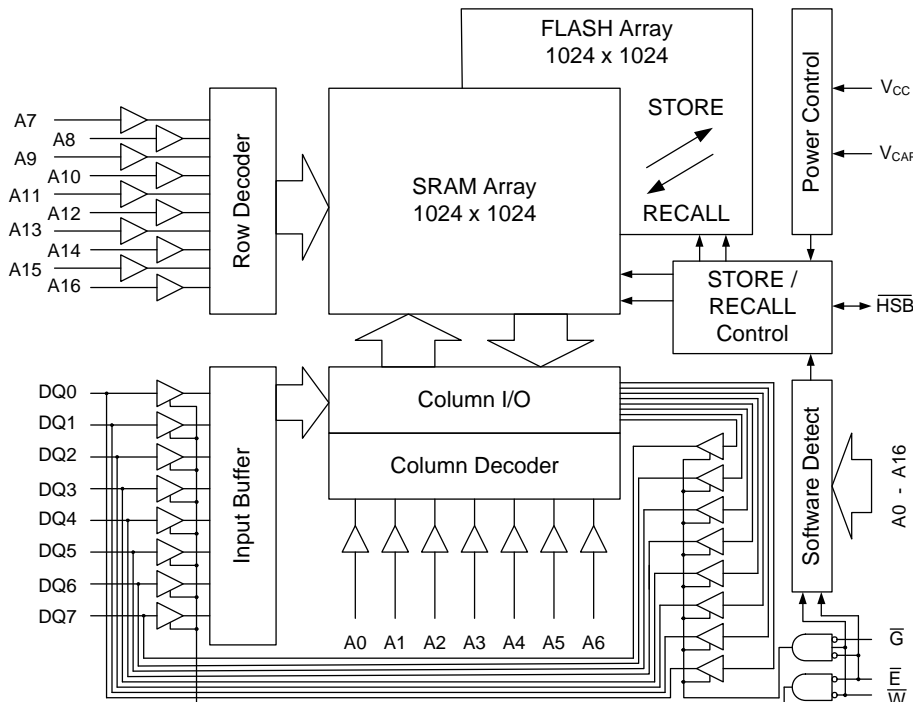 FLASH Array
1024 x 1024
STORE
RECALL
SRAM Array
1024 x 1024
Power Control
VCC
VCAP
A7
A8
A9
A10
A11
A12
A13
A14
A15
A16
Row Decoder
STORE /
RECALL
Control
HSB
DQ0
DQ1
DQ2
DQ3
DQ4
DQ5
DQ6
DQ7
Input Buffer
Column I/O
Column Decoder
A0 A1 A2 A3 A4 A5 A6
Software Detect
A0 - A16
G
E
W